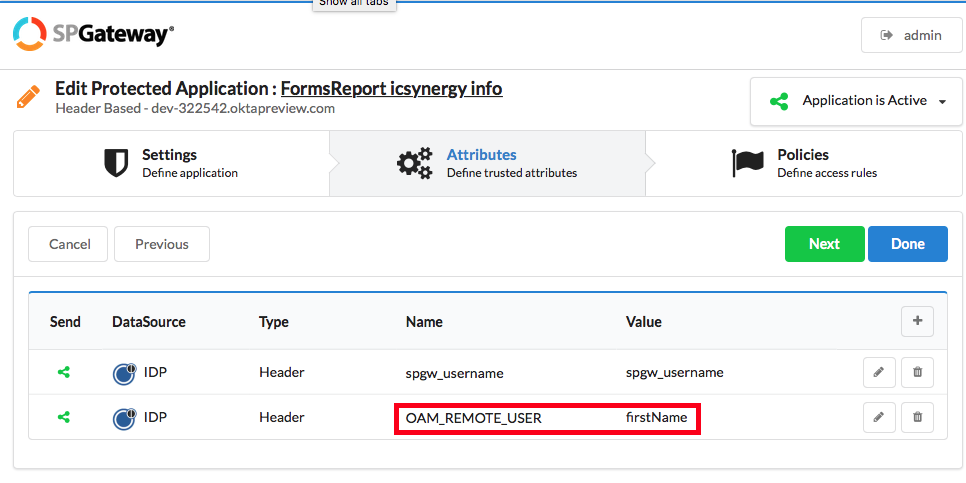 Show all tabs
SPGateway®
admin
Edit Protected Application : FormsReport icsynergy info
Header Based - dev-322542.oktapreview.com
Application is Active
Settings
Define application
Attributes
Define trusted attributes
Policies
Define access rules
Cancel Previous Next Done
Send DataSource Type Name Value +
IDP Header spgw_username spgw_username
IDP Header OAM_REMOTE_USER firstName